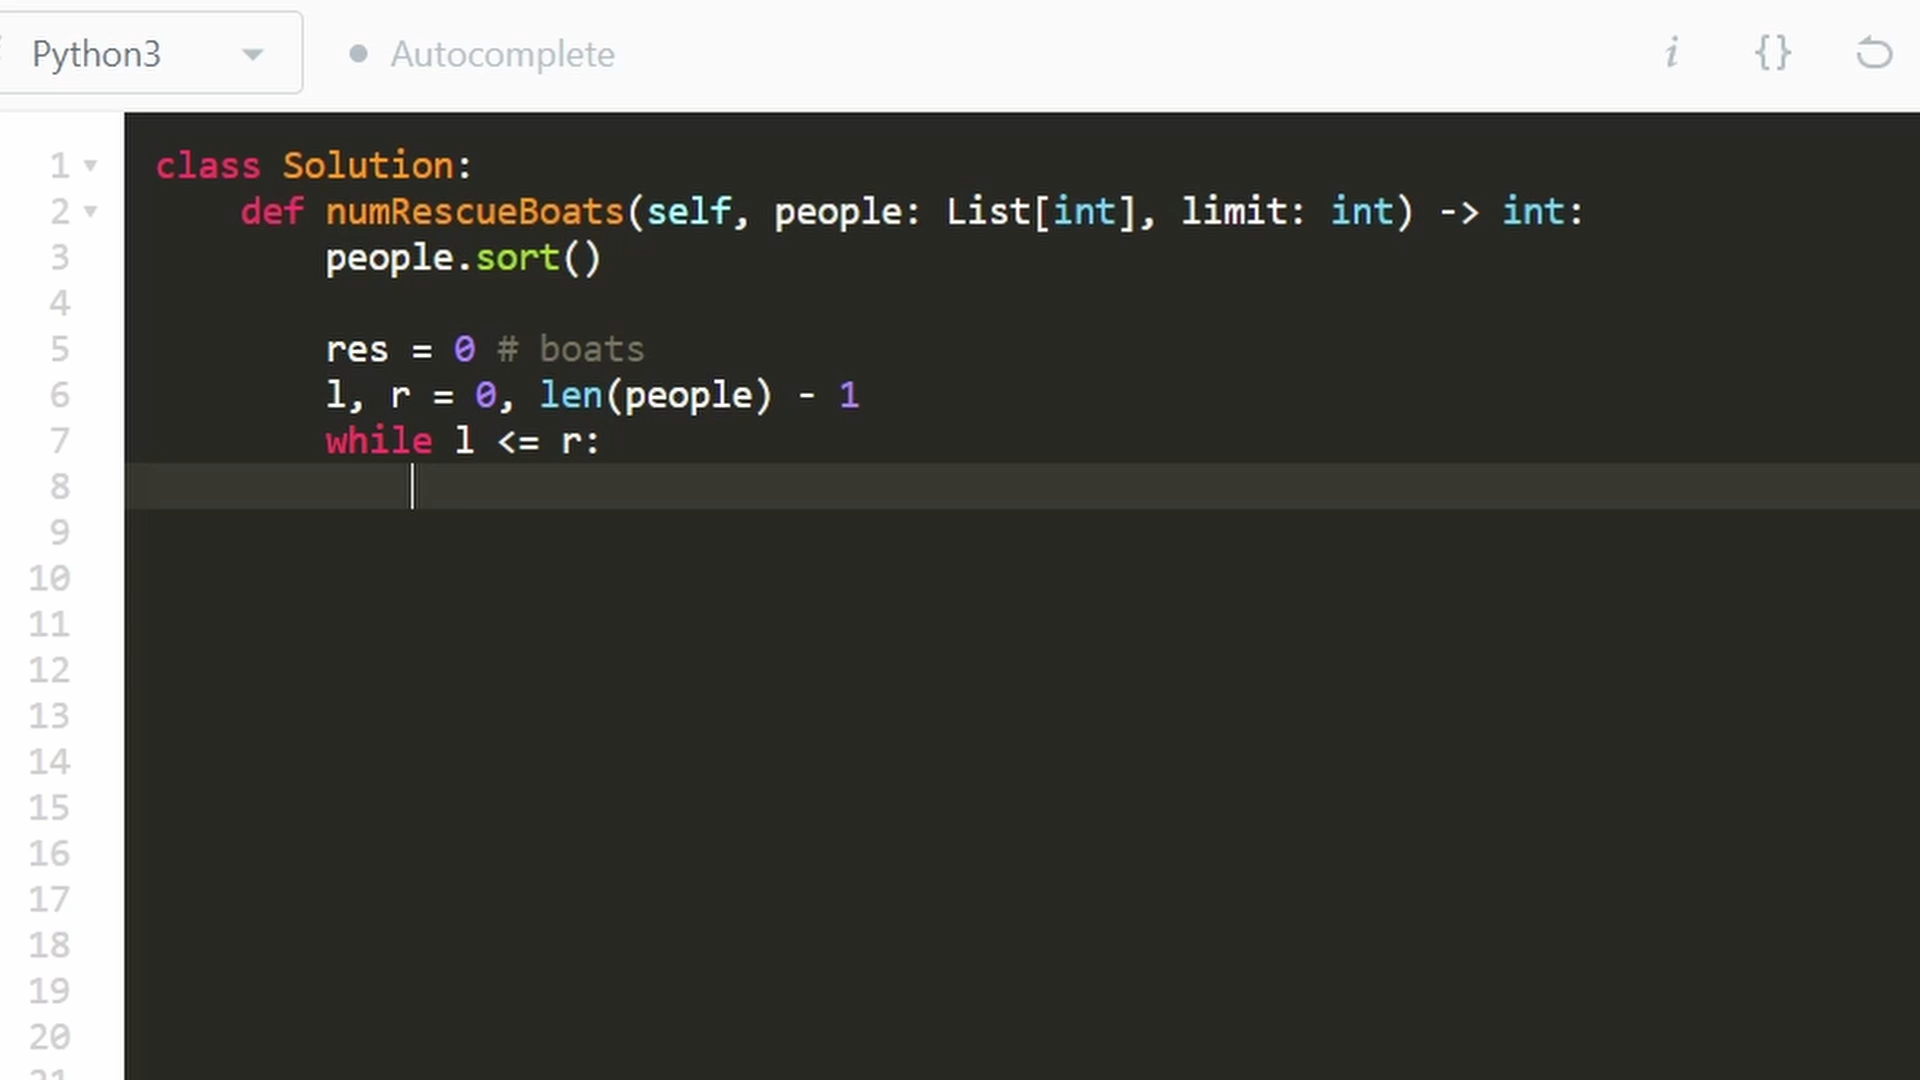 Python3 Autocomplete i {}
1 class Solution:
2 def numRescueBoats(self, people: List[int], limit: int) -> int:
3 people.sort()
4
5 res = 0 # boats
6 l, r = 0, len(people) - 1
7 while l <= r:
8
9
10
11
12
13
14
15
16
17
18
19
20
21